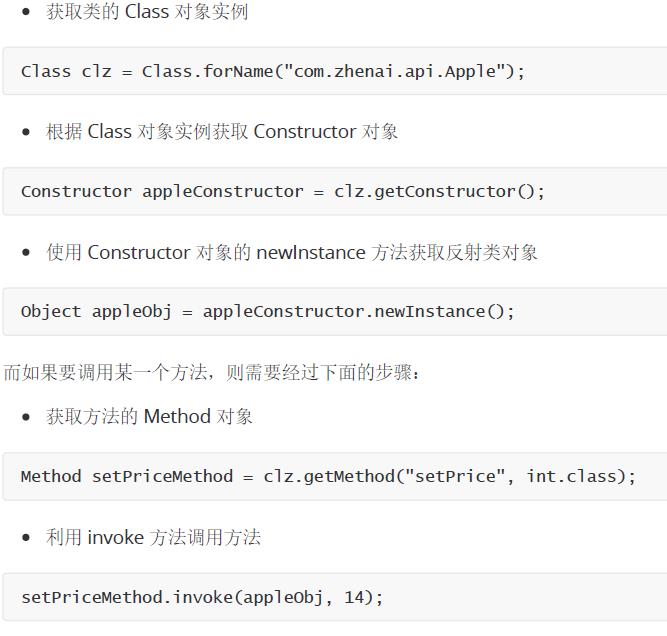 获取类的 Class 对象实例
Class clz = Class.forName("com.zhenai.api.Apple");
根据 Class 对象实例获取 Constructor 对象
Constructor appleConstructor = clz.getConstructor();
使用 Constructor 对象的 newInstance 方法获取反射类对象
Object appleObj = appleConstructor.newInstance();
而如果要调用某一个方法，则需要经过下面的步骤：
获取方法的 Method 对象
Method setPriceMethod = clz.getMethod("setPrice", int.class);
利用 invoke 方法调用方法
setPriceMethod.invoke(appleObj, 14);